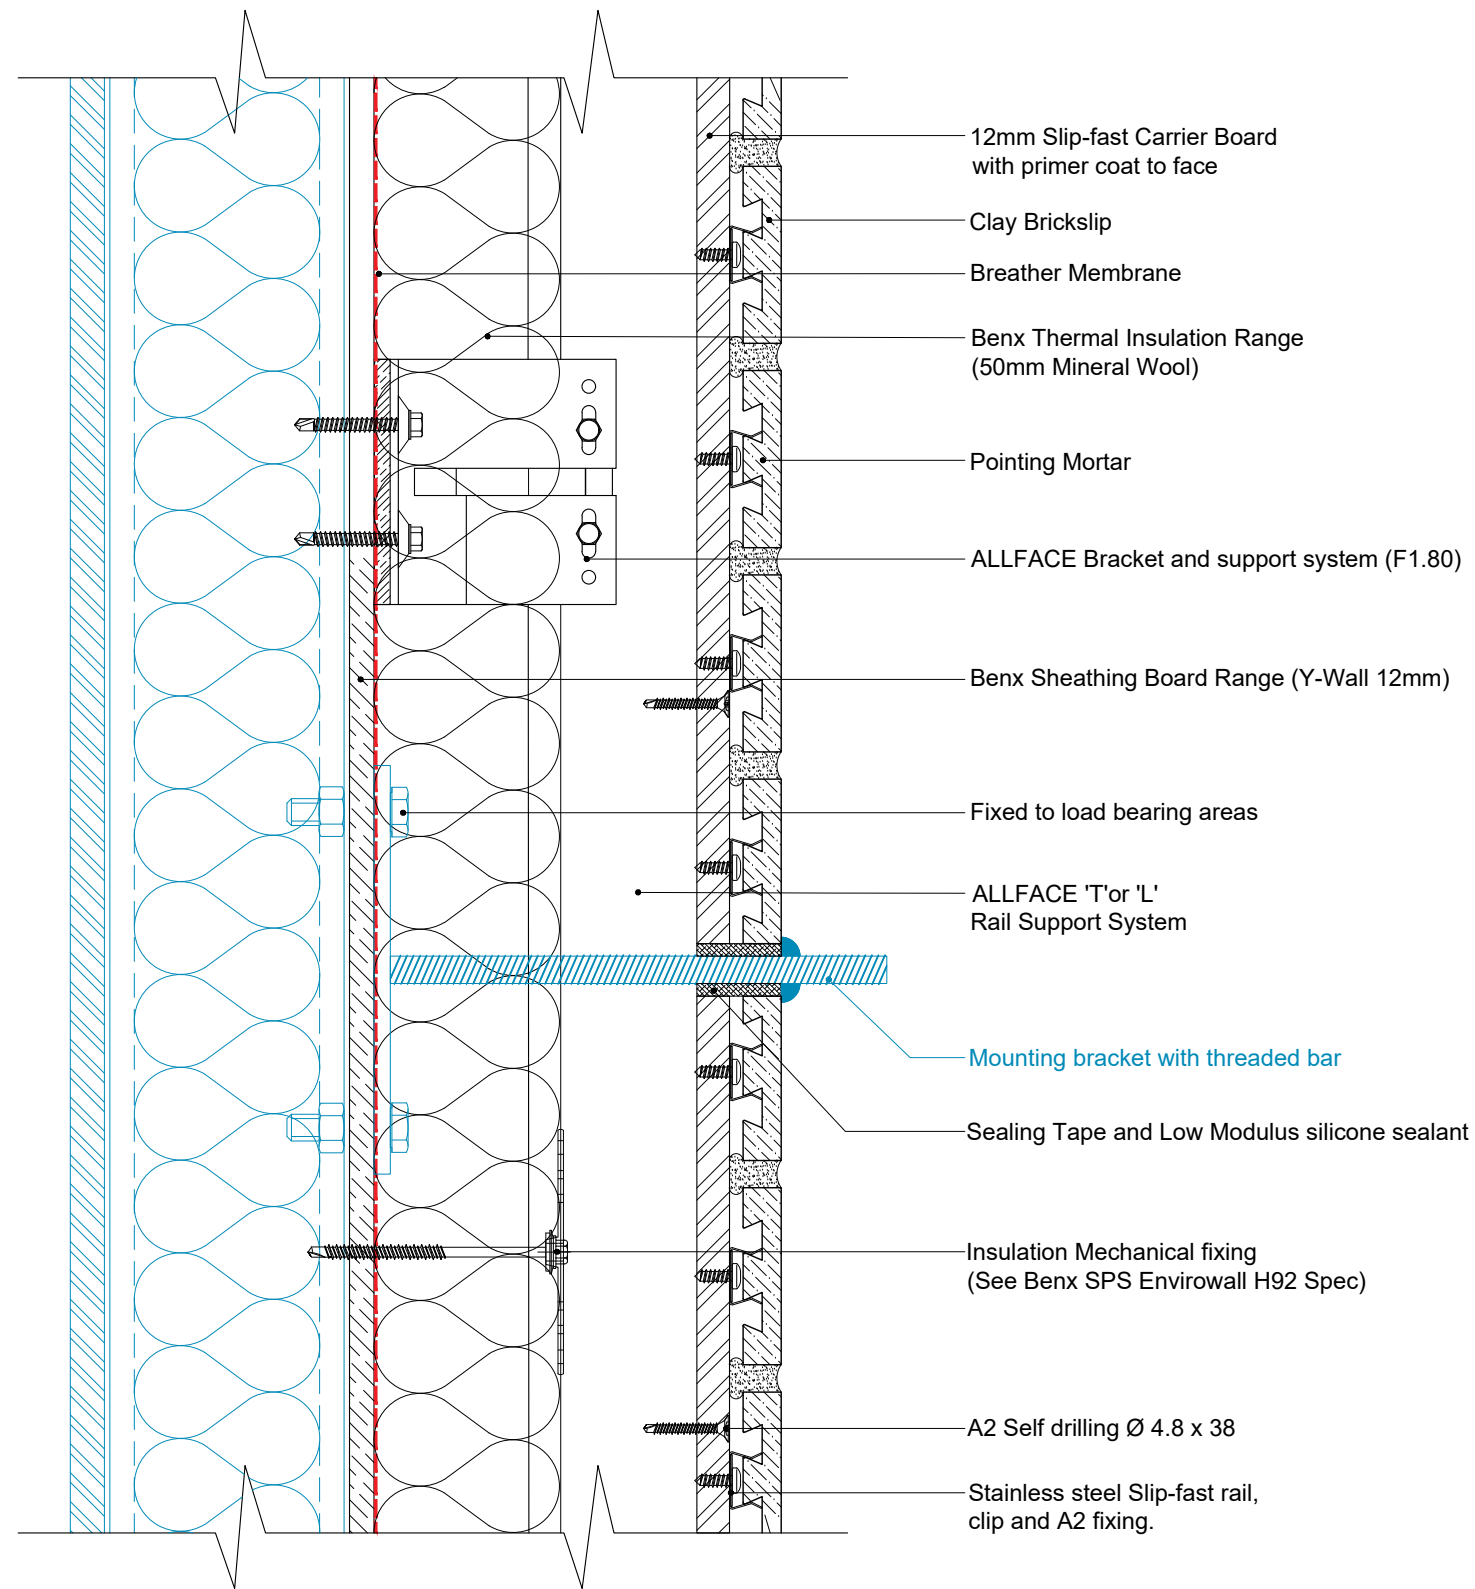 12mm Slip-fast Carrier Board
with primer coat to face
Clay Brickslip
Breather Membrane
Benx Thermal Insulation Range
(50mm Mineral Wool)
Pointing Mortar
ALLFACE Bracket and support system (F1.80)
Benx Sheathing Board Range (Y-Wall 12mm)
Fixed to load bearing areas
ALLFACE 'T'or 'L'
Rail Support System
Mounting bracket with threaded bar
Sealing Tape and Low Modulus silicone sealant
Insulation Mechanical fixing
(See Benx SPS Envirowall H92 Spec)
A2 Self drilling Ø 4.8 x 38
Stainless steel Slip-fast rail,
clip and A2 fixing.